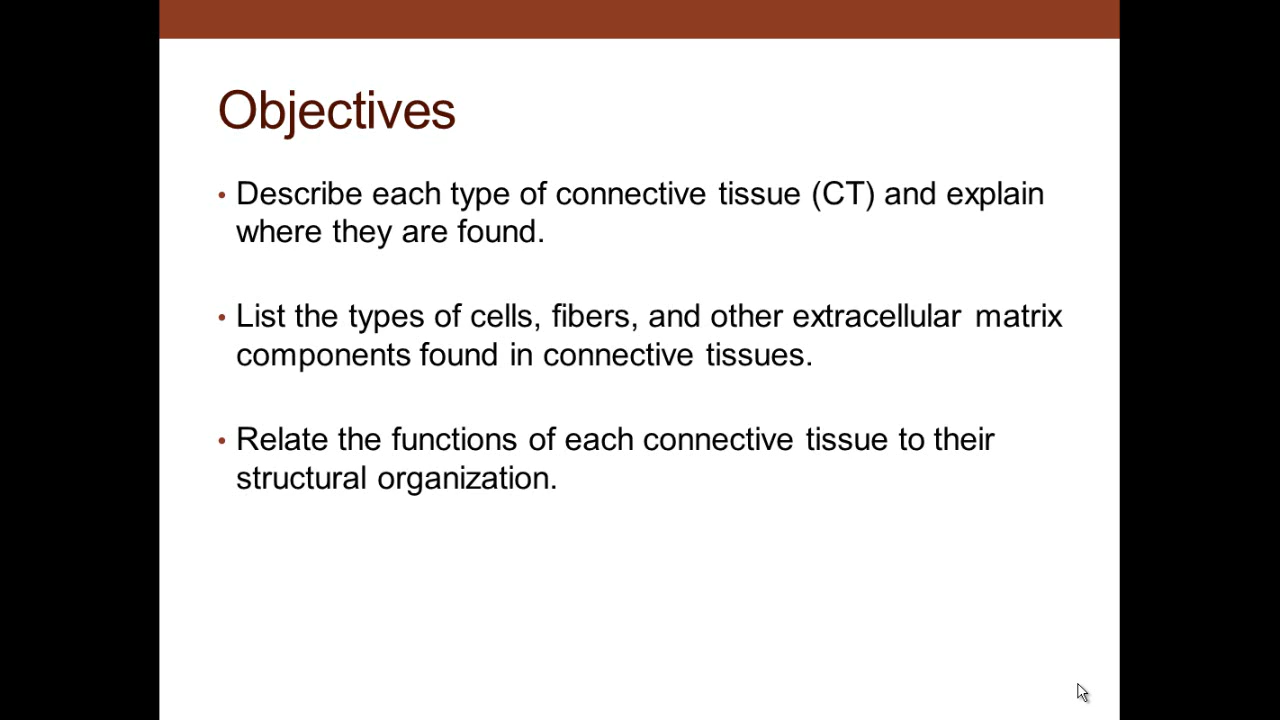 Objectives
• Describe each type of connective tissue (CT) and explain
where they are found.
• List the types of cells, fibers, and other extracellular matrix
components found in connective tissues.
• Relate the functions of each connective tissue to their
structural organization.